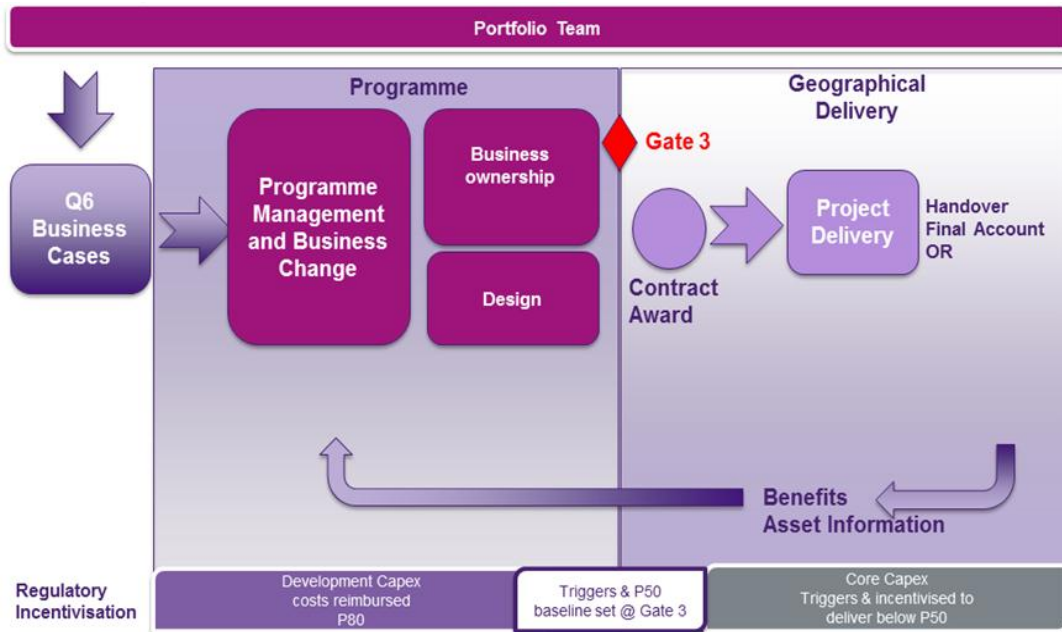 Portfolio Team
Programme
Geographical
Delivery
Q6
Business
Cases
Programme
Management
and Business
Change
Business
ownership
Design
Gate 3
Contract
Award
Project
Delivery
Handover
Final Account
OR
Benefits
Asset Information
Regulatory
Incentivisation
Development Capex
costs reimbursed
P80
Triggers & P50
baseline set @ Gate 3
Core Capex
Triggers & incentivised to
deliver below P50